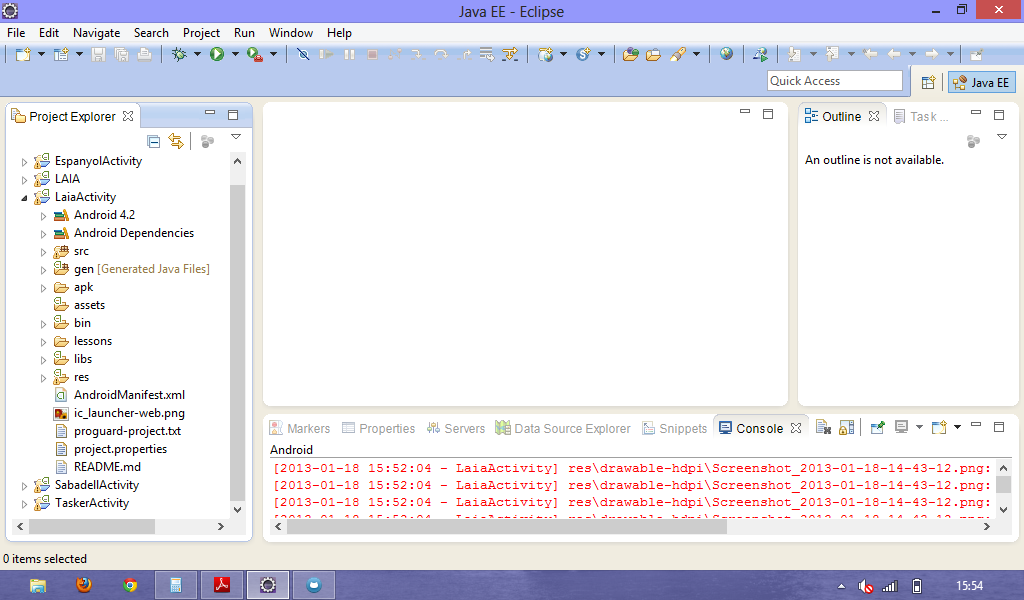 Java EE - Eclipse
File Edit Navigate Search Project Run Window Help
Quick Access
Java EE
Project Explorer
EspanyolActivity
LAIA
LaiaActivity
Android 4.2
Android Dependencies
src
gen [Generated Java Files]
apk
assets
bin
lessons
libs
res
AndroidManifest.xml
ic_launcher-web.png
proguard-project.txt
project.properties
README.md
SabadellActivity
TaskerActivity
Outline Task ...
An outline is not available.
Markers Properties Servers Data Source Explorer Snippets Console
Android
[2013-01-18 15:52:04 - LaiaActivity] res\drawable-hdpi\Screenshot_2013-01-18-14-43-12.png:
[2013-01-18 15:52:04 - LaiaActivity] res\drawable-hdpi\Screenshot_2013-01-18-14-43-12.png:
[2013-01-18 15:52:04 - LaiaActivity] res\drawable-hdpi\Screenshot_2013-01-18-14-43-12.png:
0 items selected
15:54